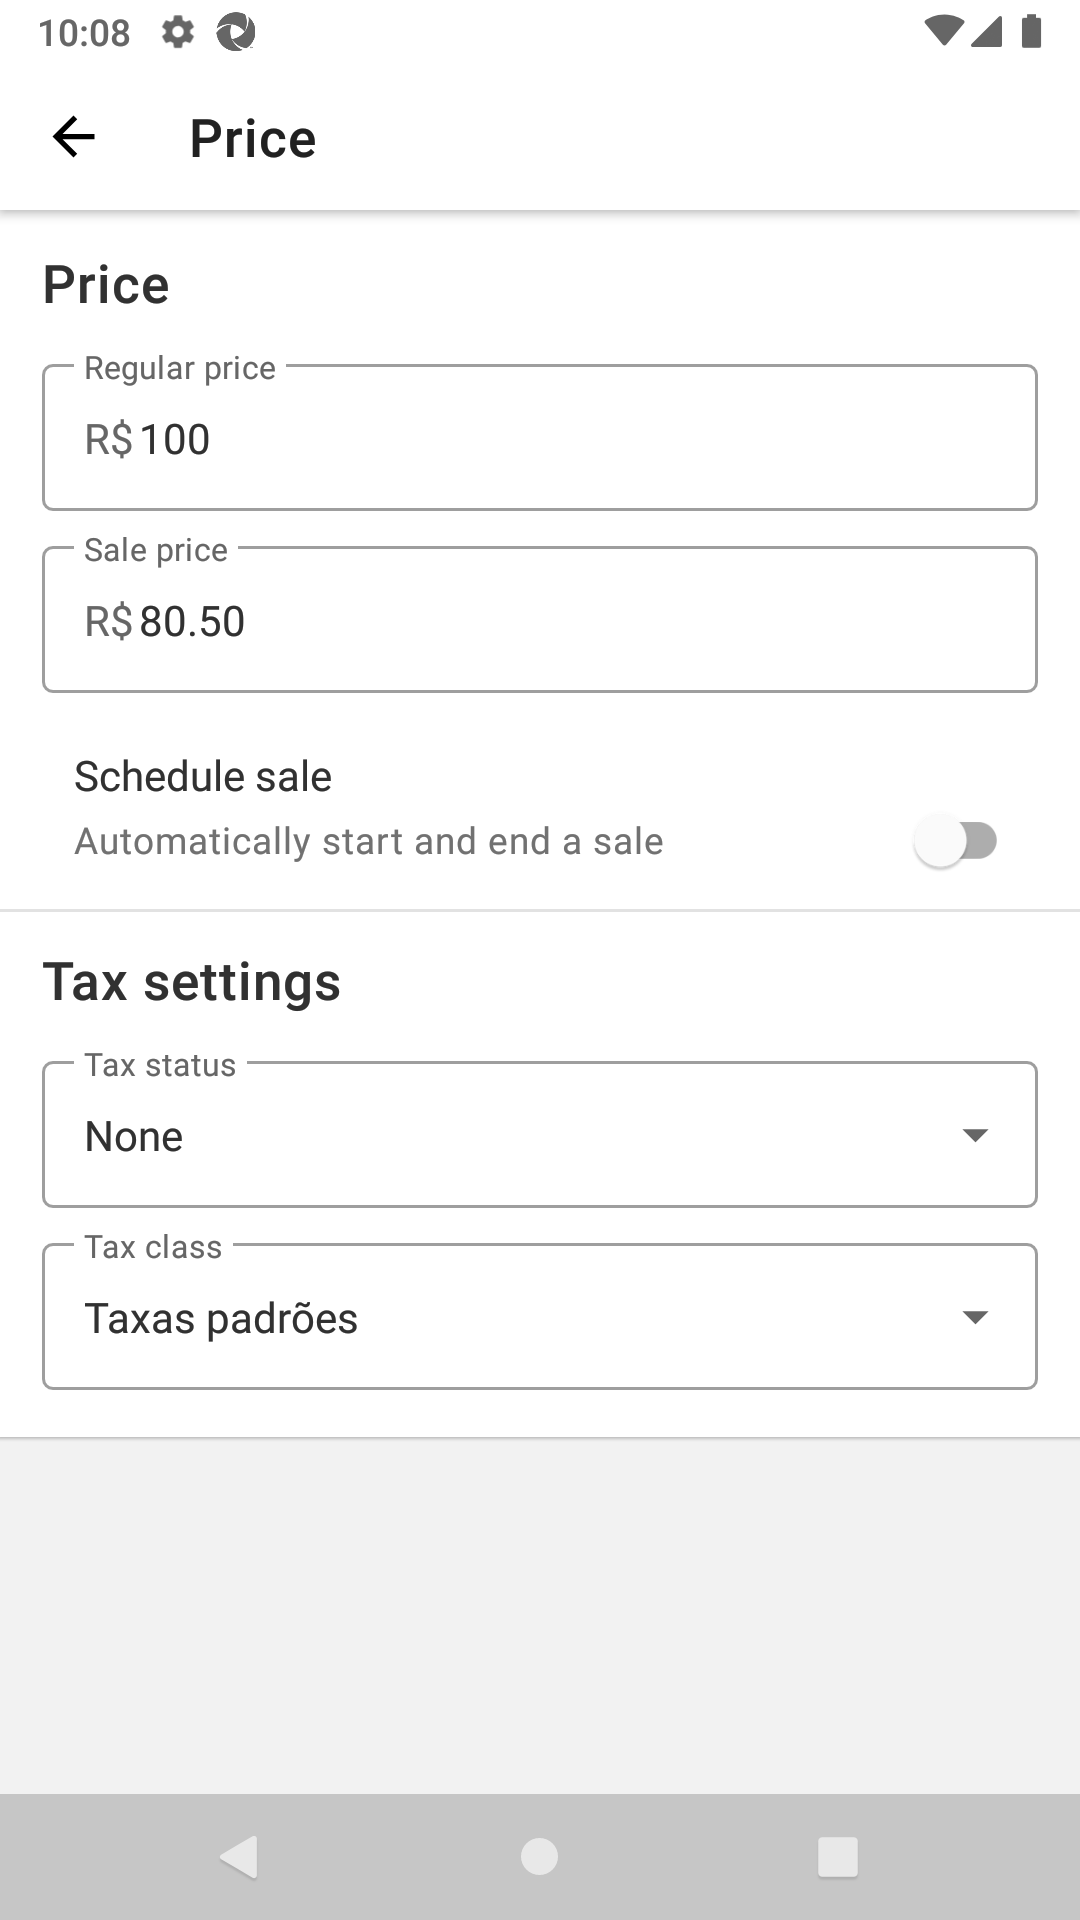 10:08
Price
Price
Regular price
R$ 100
Sale price
R$ 80.50
Schedule sale
Automatically start and end a sale
Tax settings
Tax status
None
Tax class
Taxas padrões